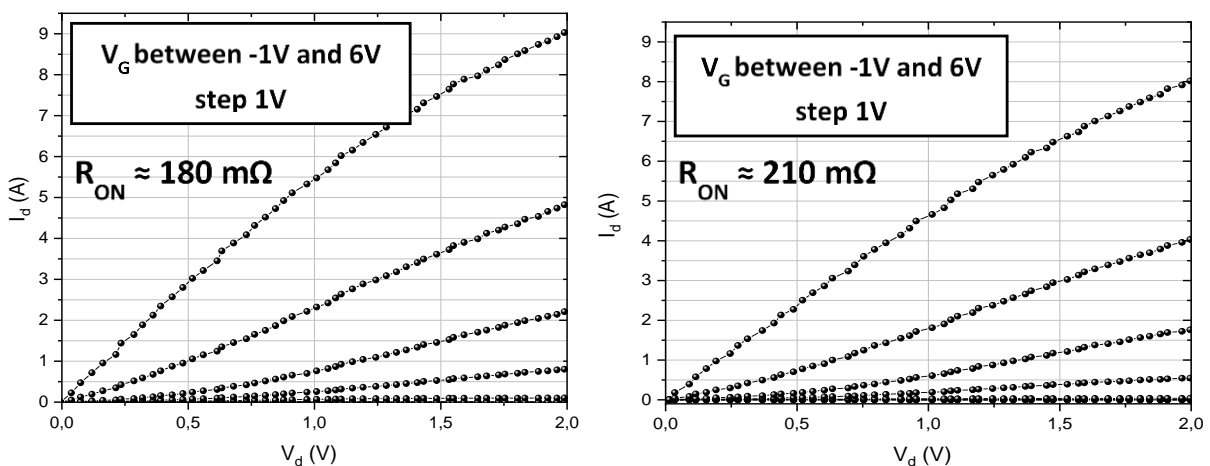 V_G between -1V and 6V
step 1V
R_ON ≈ 180 mΩ
I_d (A)
9
8
7
6
5
4
3
2
1
0
0,0 0,5 1,0 1,5 2,0
V_d (V)
V_G between -1V and 6V
step 1V
R_ON ≈ 210 mΩ
I_d (A)
8
7
6
5
4
3
2
1
0
0,0 0,5 1,0 1,5 2,0
V_d (V)